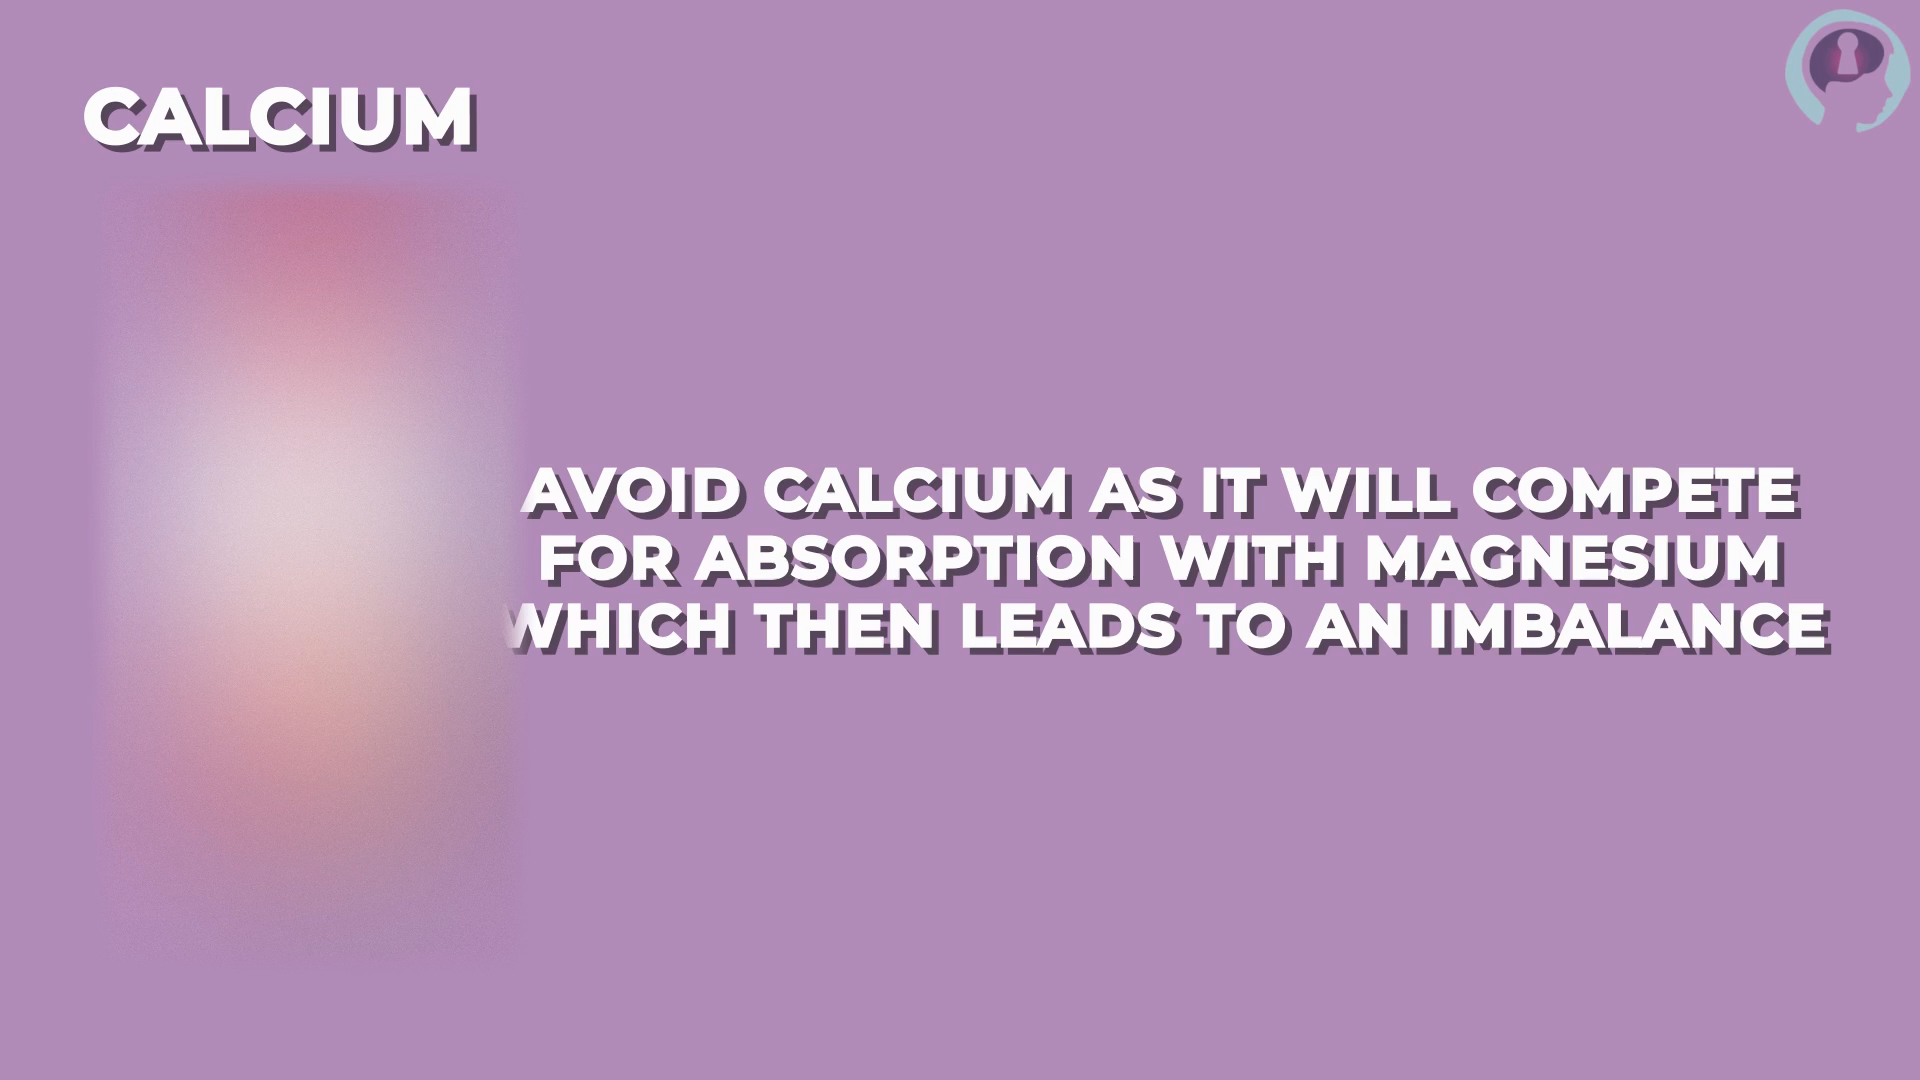 CALCIUM
AVOID CALCIUM AS IT WILL COMPETE
FOR ABSORPTION WITH MAGNESIUM
WHICH THEN LEADS TO AN IMBALANCE